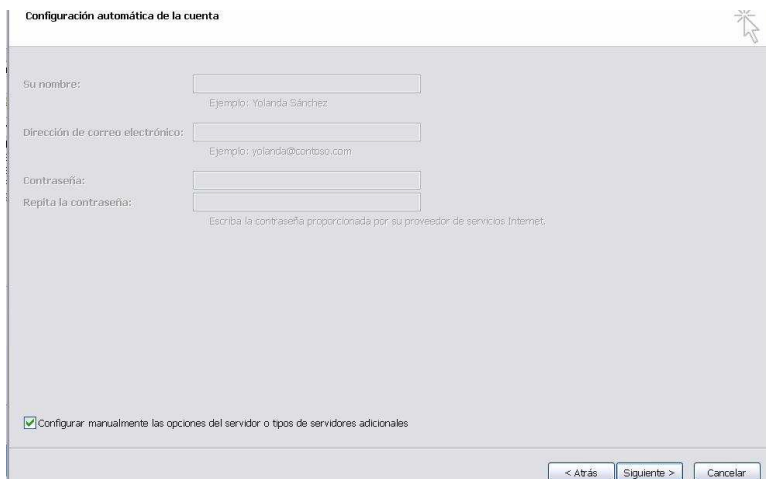 Configuración automática de la cuenta
Su nombre:
Ejemplo: Yolanda Sánchez
Dirección de correo electrónico:
Ejemplo: yolanda@contoso.com
Contraseña:
Repita la contraseña:
Escriba la contraseña proporcionada por su proveedor de servicios Internet.
Configurar manualmente las opciones del servidor o tipos de servidores adicionales
< Atrás Siguiente > Cancelar